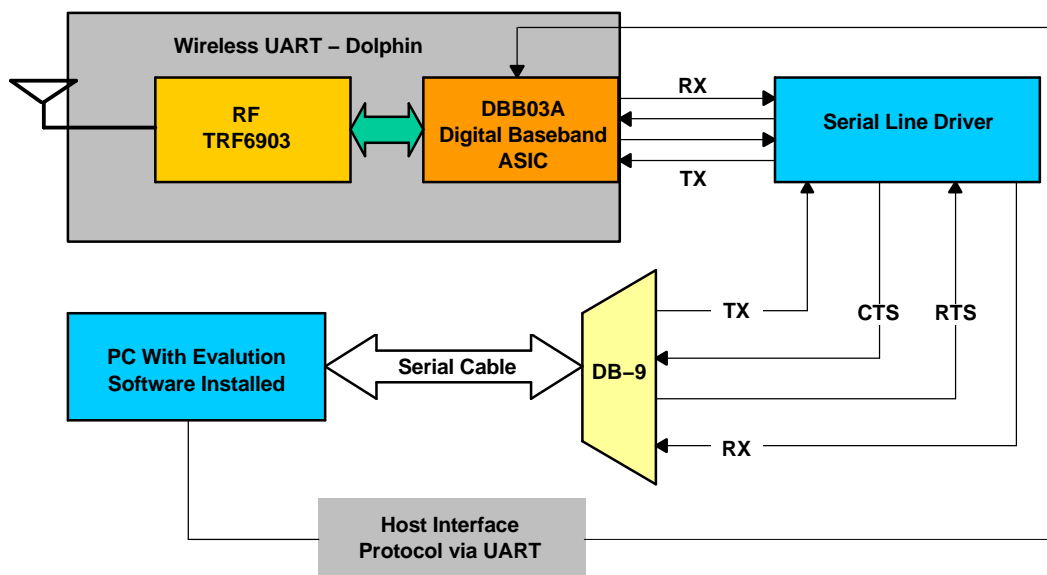 Wireless UART – Dolphin
RF
TRF6903
DBB03A
Digital Baseband
ASIC
RX
TX
Serial Line Driver
TX
CTS
RTS
PC With Evalution
Software Installed
Serial Cable
DB–9
RX
Host Interface
Protocol via UART